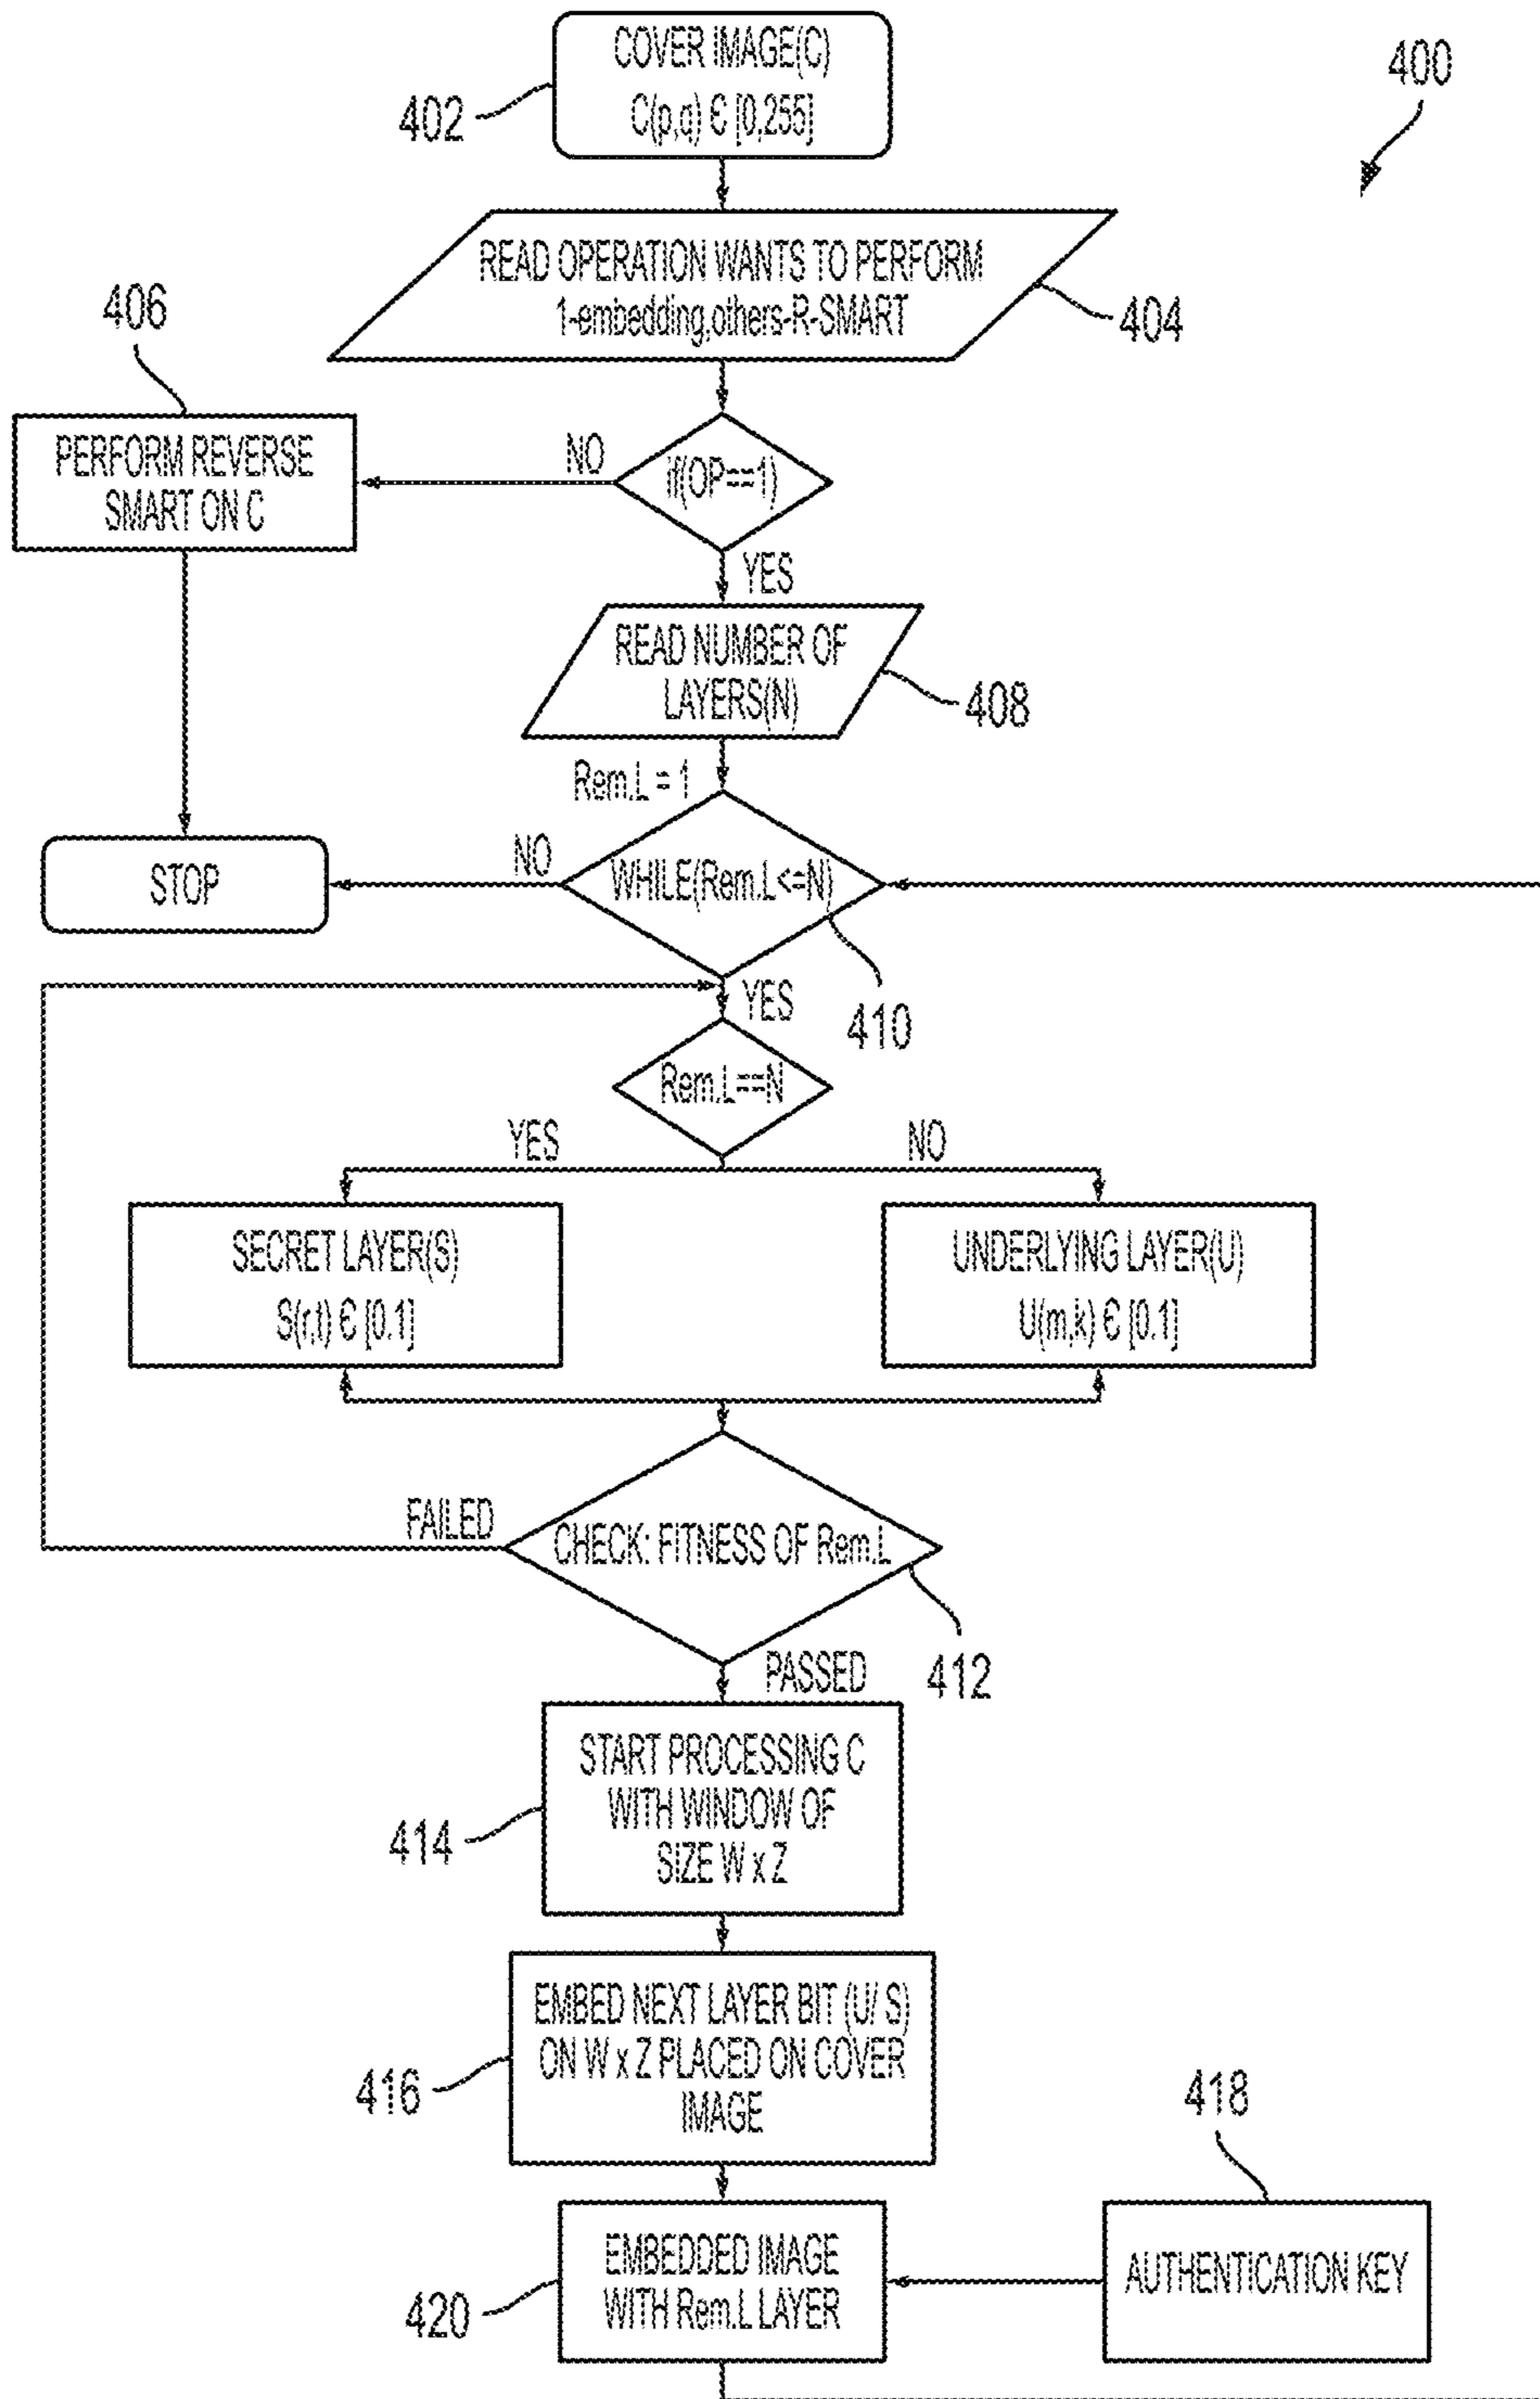 COVER IMAGE(C)
C(p,q) Є [0,255]
402
400
READ OPERATION WANTS TO PERFORM
1-embedding,others-R-SMART
404
406
PERFORM REVERSE
SMART ON C
NO
if(OP==1)
YES
READ NUMBER OF
LAYERS(N)
408
Rem.L = 1
STOP
NO
WHILE(Rem.L<=N)
410
YES
Rem.L==N
YES
NO
SECRET LAYER(S)
S(r,t) Є [0.1]
UNDERLYING LAYER(U)
U(m,k) Є [0.1]
FAILED
CHECK: FITNESS OF Rem.L
412
PASSED
START PROCESSING C
WITH WINDOW OF
SIZE W x Z
414
EMBED NEXT LAYER BIT (U/ S)
ON W x Z PLACED ON COVER
IMAGE
416
418
EMBEDDED IMAGE
WITH Rem.L LAYER
420
AUTHENTICATION KEY